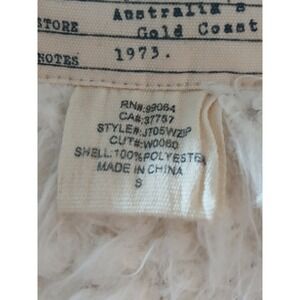 Australia's
STORE Gold Coast
NOTES 1973.
RN#:99064
CA#:37767
STYLE#:JT05WZIP
CUT#:W0060
SHELL:100%POLYESTER
MADE IN CHINA
S